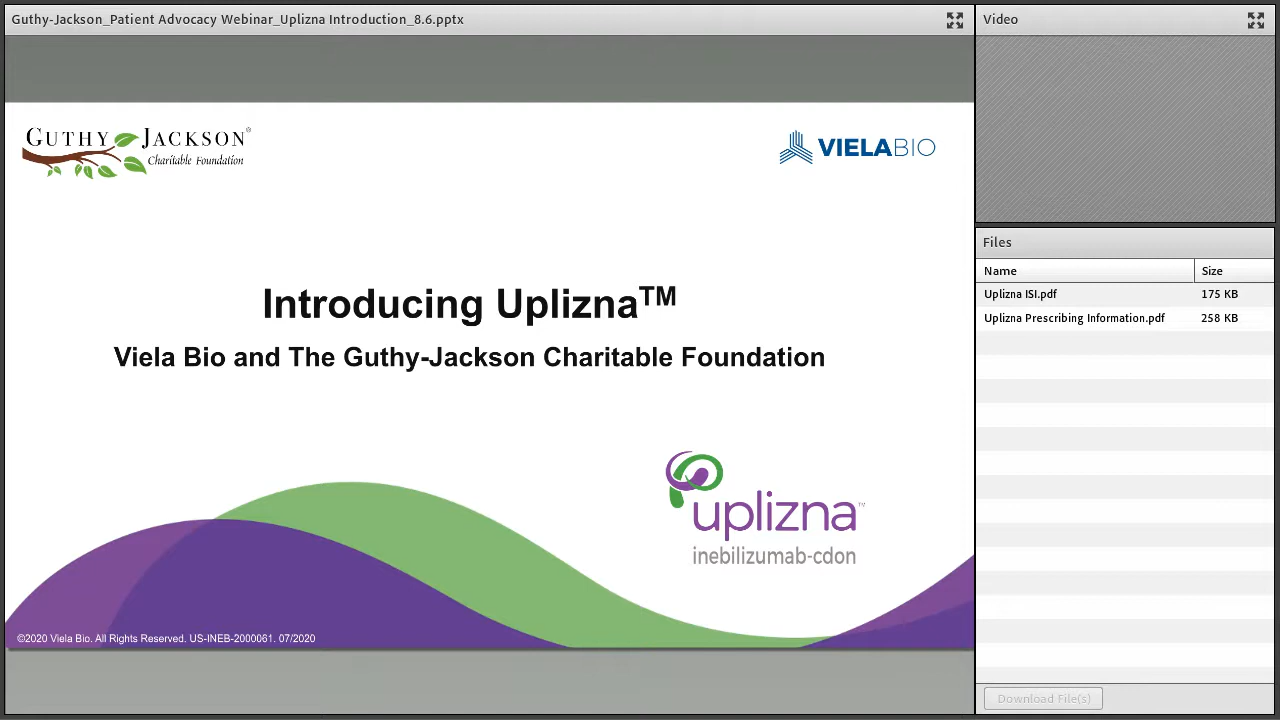 Guthy-Jackson_Patient Advocacy Webinar_Uplizna Introduction_8.6.pptx
GUTHY JACKSON®
Charitable Foundation
VIELABIO
Introducing Uplizna™
Viela Bio and The Guthy-Jackson Charitable Foundation
uplizna™
inebilizumab-cdon
©2020 Viela Bio. All Rights Reserved. US-INEB-2000061. 07/2020
Video
Files
Name Size
Uplizna ISI.pdf 175 KB
Uplizna Prescribing Information.pdf 258 KB
Download File(s)